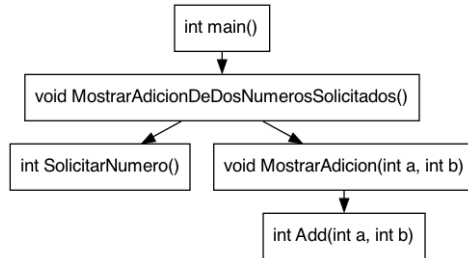 int main()
void MostrarAdicionDeDosNumerosSolicitados()
int SolicitarNumero()
void MostrarAdicion(int a, int b)
int Add(int a, int b)